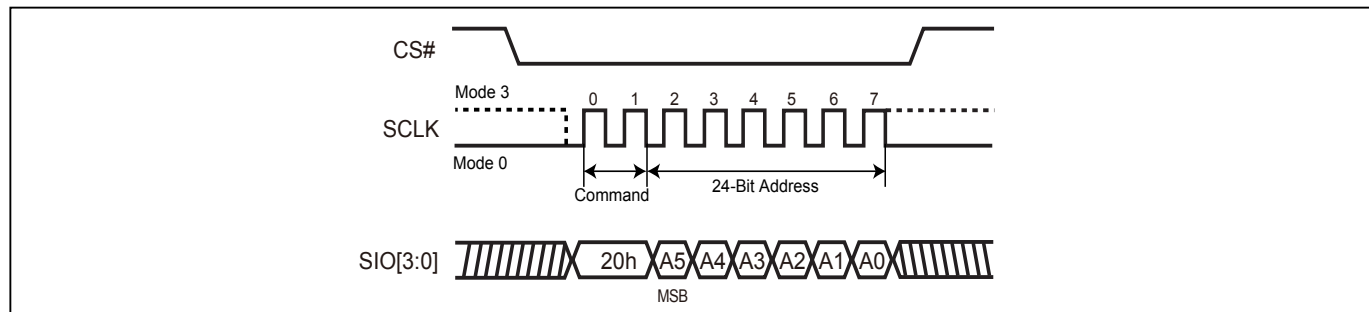 CS#
Mode 3
0 1 2 3 4 5 6 7
SCLK
Mode 0
Command
24-Bit Address
SIO[3:0]
20h A5 A4 A3 A2 A1 A0
MSB